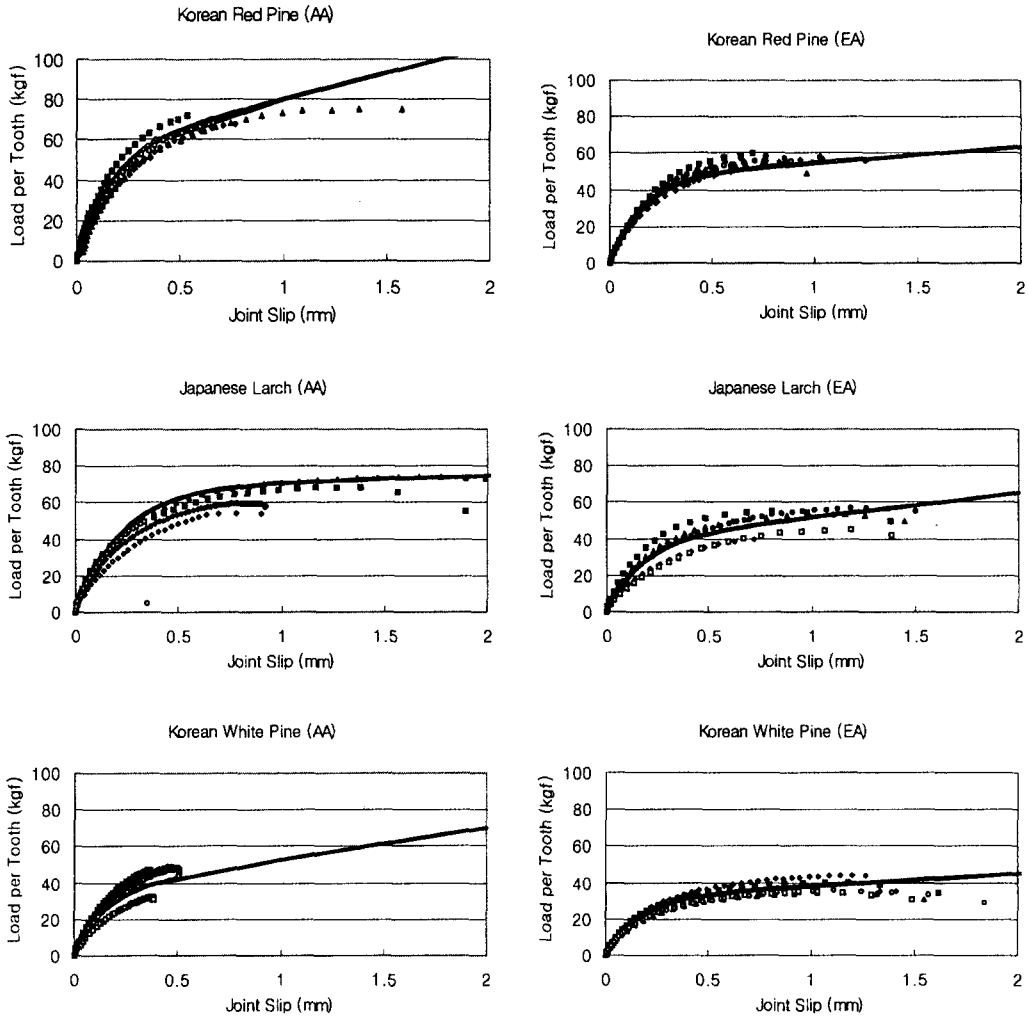 Korean Red Pine (AA)
Load per Tooth (kgf)
100
80
60
40
20
0
0 0.5 1 1.5 2
Joint Slip (mm)
Korean Red Pine (EA)
Load per Tooth (kgf)
100
80
60
40
20
0
0 0.5 1 1.5 2
Joint Slip (mm)
Japanese Larch (AA)
Load per Tooth (kgf)
100
80
60
40
20
0
0 0.5 1 1.5 2
Joint Slip (mm)
Japanese Larch (EA)
Load per Tooth (kgf)
100
80
60
40
20
0
0 0.5 1 1.5 2
Joint Slip (mm)
Korean White Pine (AA)
Load per Tooth (kgf)
100
80
60
40
20
0
0 0.5 1 1.5 2
Joint Slip (mm)
Korean White Pine (EA)
Load per Tooth (kgf)
100
80
60
40
20
0
0 0.5 1 1.5 2
Joint Slip (mm)